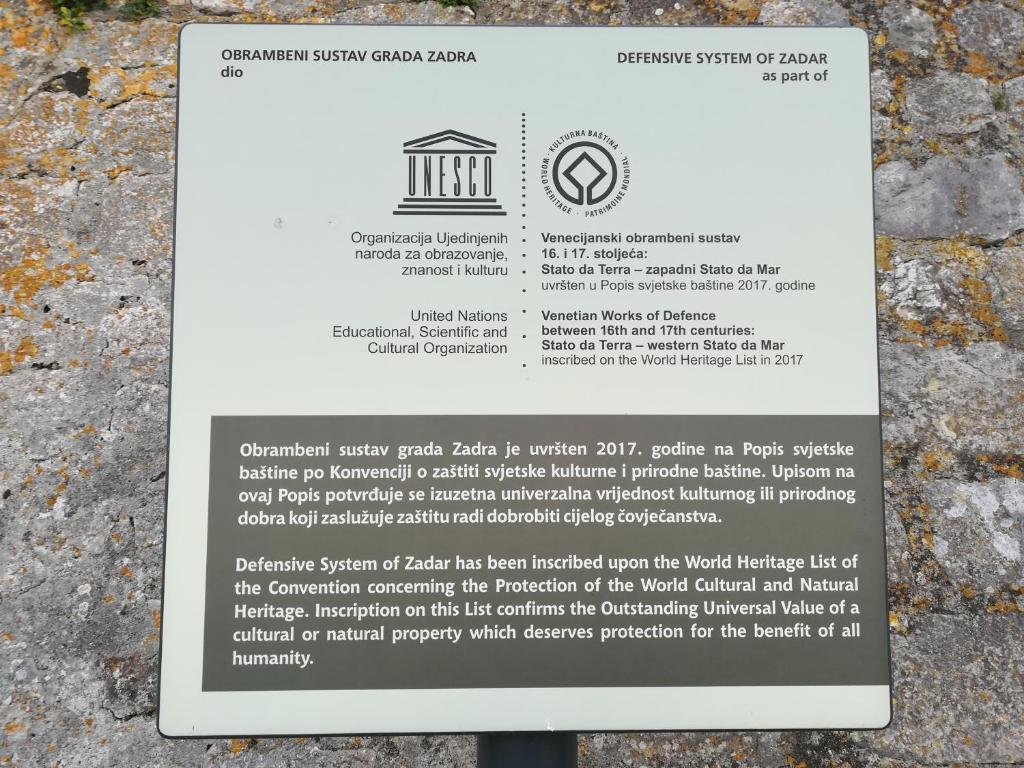 OBRAMBENI SUSTAV GRADA ZADRA
dio
DEFENSIVE SYSTEM OF ZADAR
as part of
UNESCO
KULTURNA BAŠTINA · WORLD HERITAGE · PATRIMOINE MONDIAL ·
Organizacija Ujedinjenih
naroda za obrazovanje,
znanost i kulturu
Venecijanski obrambeni sustav
16. i 17. stoljeća:
Stato da Terra – zapadni Stato da Mar
uvršten u Popis svjetske baštine 2017. godine
United Nations
Educational, Scientific and
Cultural Organization
Venetian Works of Defence
between 16th and 17th centuries:
Stato da Terra – western Stato da Mar
inscribed on the World Heritage List in 2017
Obrambeni sustav grada Zadra je uvršten 2017. godine na Popis svjetske
baštine po Konvenciji o zaštiti svjetske kulturne i prirodne baštine. Upisom na
ovaj Popis potvrđuje se izuzetna univerzalna vrijednost kulturnog ili prirodnog
dobra koji zaslužuje zaštitu radi dobrobiti cijelog čovječanstva.
Defensive System of Zadar has been inscribed upon the World Heritage List of
the Convention concerning the Protection of the World Cultural and Natural
Heritage. Inscription on this List confirms the Outstanding Universal Value of a
cultural or natural property which deserves protection for the benefit of all
humanity.